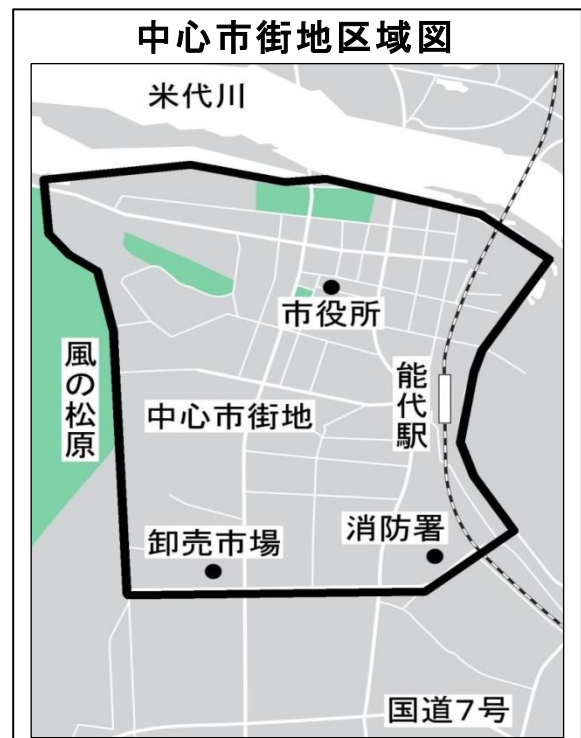 中心市街地区域図
米代川
市役所
風の松原
能代駅
中心市街地
消防署
卸売市場
国道7号